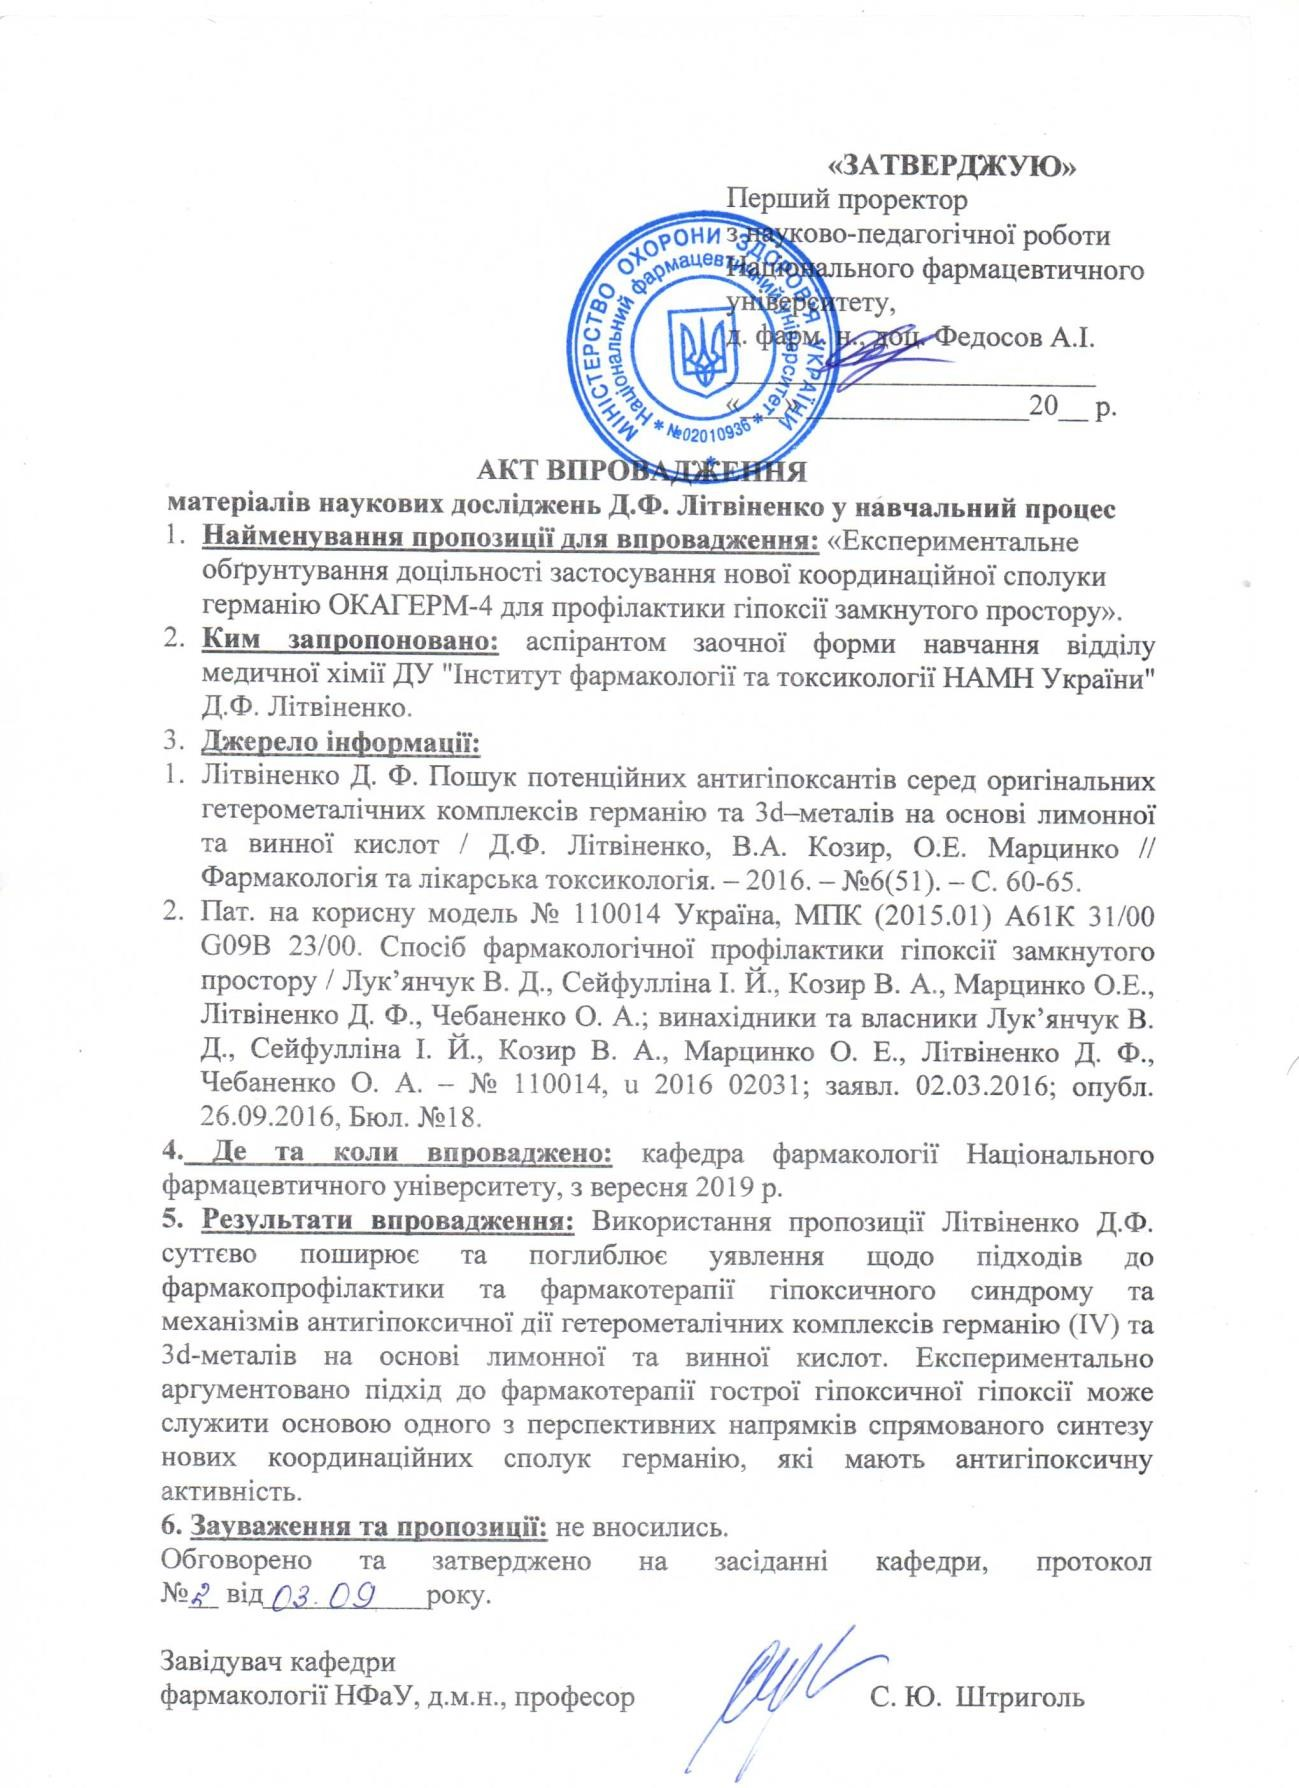 «ЗАТВЕРДЖУЮ»
Перший проректор
з науково-педагогічної роботи
Національного фармацевтичного
університету,
д. фарм. н., доц. Федосов А.І.
«___»_______________20__ р.
МІНІСТЕРСТВО ОХОРОНИ ЗДОРОВ'Я УКРАЇНИ
Національний фармацевтичний університет
* №02010936 *
*
АКТ ВПРОВАДЖЕННЯ
матеріалів наукових досліджень Д.Ф. Літвіненко у навчальний процес
1. Найменування пропозиції для впровадження: «Експериментальне
обґрунтування доцільності застосування нової координаційної сполуки
германію ОКАГЕРМ-4 для профілактики гіпоксії замкнутого простору».
2. Ким запропоновано: аспірантом заочної форми навчання відділу
медичної хімії ДУ "Інститут фармакології та токсикології НАМН України"
Д.Ф. Літвіненко.
3. Джерело інформації:
1. Літвіненко Д. Ф. Пошук потенційних антигіпоксантів серед оригінальних
гетерометалічних комплексів германію та 3d–металів на основі лимонної
та винної кислот / Д.Ф. Літвіненко, В.А. Козир, О.Е. Марцинко //
Фармакологія та лікарська токсикологія. – 2016. – №6(51). – С. 60-65.
2. Пат. на корисну модель № 110014 Україна, МПК (2015.01) А61К 31/00
G09B 23/00. Спосіб фармакологічної профілактики гіпоксії замкнутого
простору / Лук’янчук В. Д., Сейфулліна І. Й., Козир В. А., Марцинко О.Е.,
Літвіненко Д. Ф., Чебаненко О. А.; винахідники та власники Лук’янчук В.
Д., Сейфулліна І. Й., Козир В. А., Марцинко О. Е., Літвіненко Д. Ф.,
Чебаненко О. А. – № 110014, u 2016 02031; заявл. 02.03.2016; опубл.
26.09.2016, Бюл. №18.
4. Де та коли впроваджено: кафедра фармакології Національного
фармацевтичного університету, з вересня 2019 р.
5. Результати впровадження: Використання пропозиції Літвіненко Д.Ф.
суттєво поширює та поглиблює уявлення щодо підходів до
фармакопрофілактики та фармакотерапії гіпоксичного синдрому та
механізмів антигіпоксичної дії гетерометалічних комплексів германію (IV) та
3d-металів на основі лимонної та винної кислот. Експериментально
аргументовано підхід до фармакотерапії гострої гіпоксичної гіпоксії може
служити основою одного з перспективних напрямків спрямованого синтезу
нових координаційних сполук германію, які мають антигіпоксичну
активність.
6. Зауваження та пропозиції: не вносились.
Обговорено та затверджено на засіданні кафедри, протокол
№ 2 від 03.09 року.
Завідувач кафедри
фармакології НФаУ, д.м.н., професор С. Ю. Штриголь